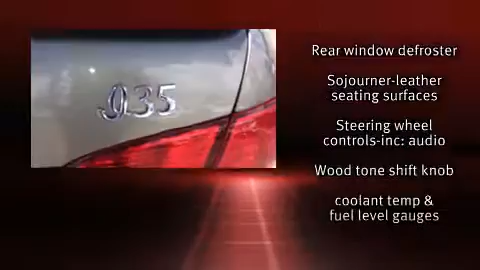 J35
Rear window defroster
Sojourner-leather
seating surfaces
Steering wheel
controls-inc: audio
Wood tone shift knob
coolant temp &
fuel level gauges